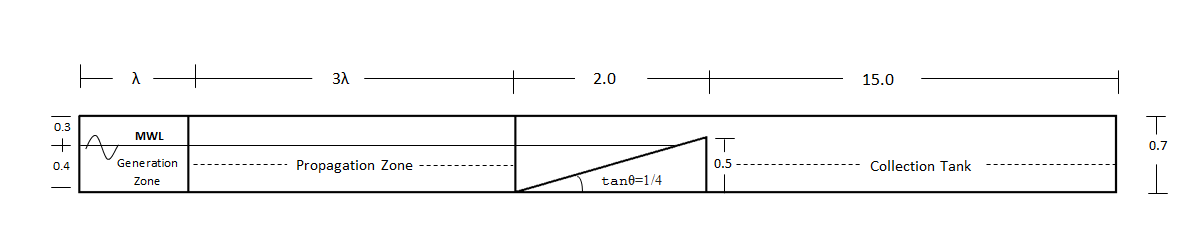 λ
3λ
2.0
15.0
0.3
MWL
0.7
0.4
Generation
Zone
Propagation Zone
tanθ=1/4
0.5
Collection Tank